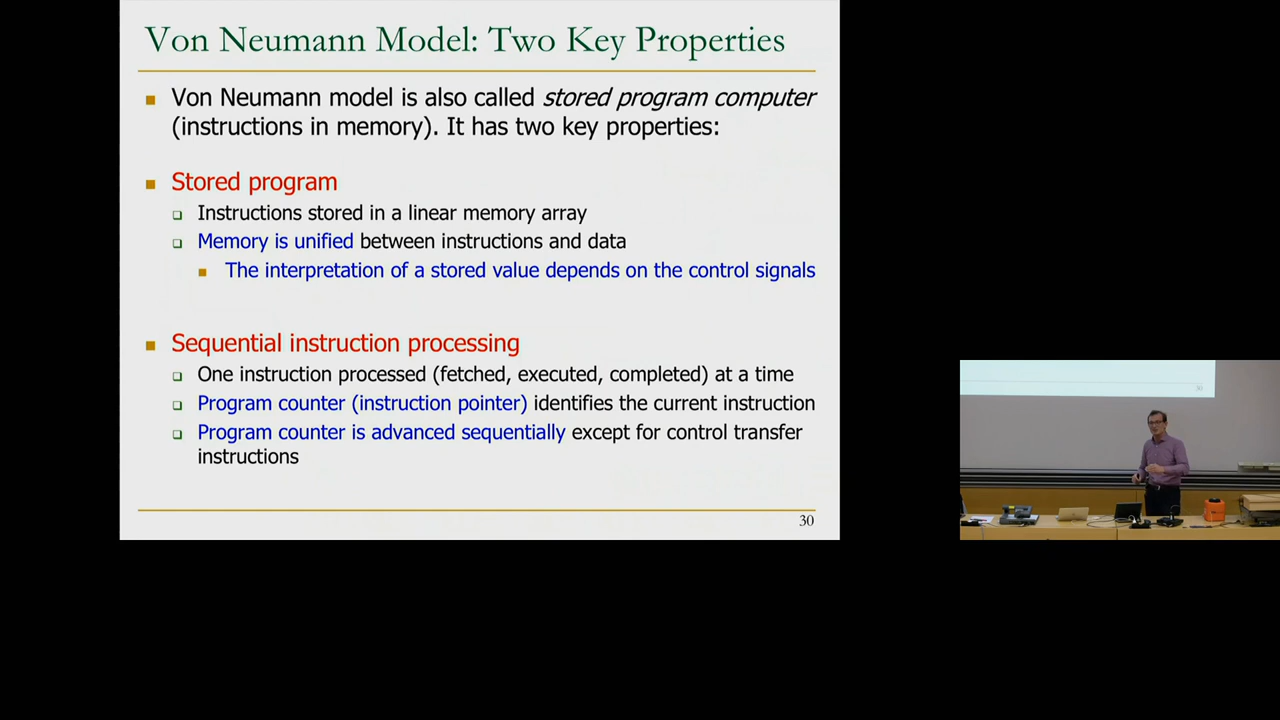 Von Neumann Model: Two Key Properties
Von Neumann model is also called stored program computer
(instructions in memory). It has two key properties:
Stored program
Instructions stored in a linear memory array
Memory is unified between instructions and data
The interpretation of a stored value depends on the control signals
Sequential instruction processing
One instruction processed (fetched, executed, completed) at a time
Program counter (instruction pointer) identifies the current instruction
Program counter is advanced sequentially except for control transfer
instructions
30
30